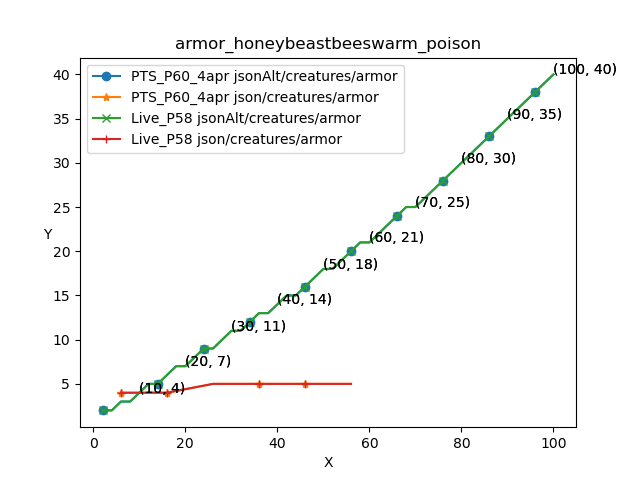 armor_honeybeastbeeswarm_poison
PTS_P60_4apr jsonAlt/creatures/armor
PTS_P60_4apr json/creatures/armor
Live_P58 jsonAlt/creatures/armor
Live_P58 json/creatures/armor
(100, 40)
(90, 35)
(80, 30)
(70, 25)
(60, 21)
(50, 18)
(40, 14)
(30, 11)
(20, 7)
(10, 4)
40
35
30
25
20
15
10
5
Y
0 20 40 60 80 100
X